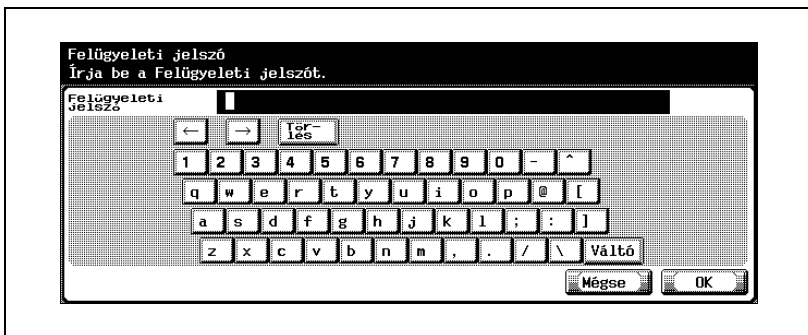 Felügyeleti jelszó
Írja be a Felügyeleti jelszót.
Felügyeleti
jelszó
← → Tör-
lés
1 2 3 4 5 6 7 8 9 0 - ^
q w e r t y u i o p @ [
a s d f g h j k l ; : ]
z x c v b n m , . / \ Váltó
Mégse OK